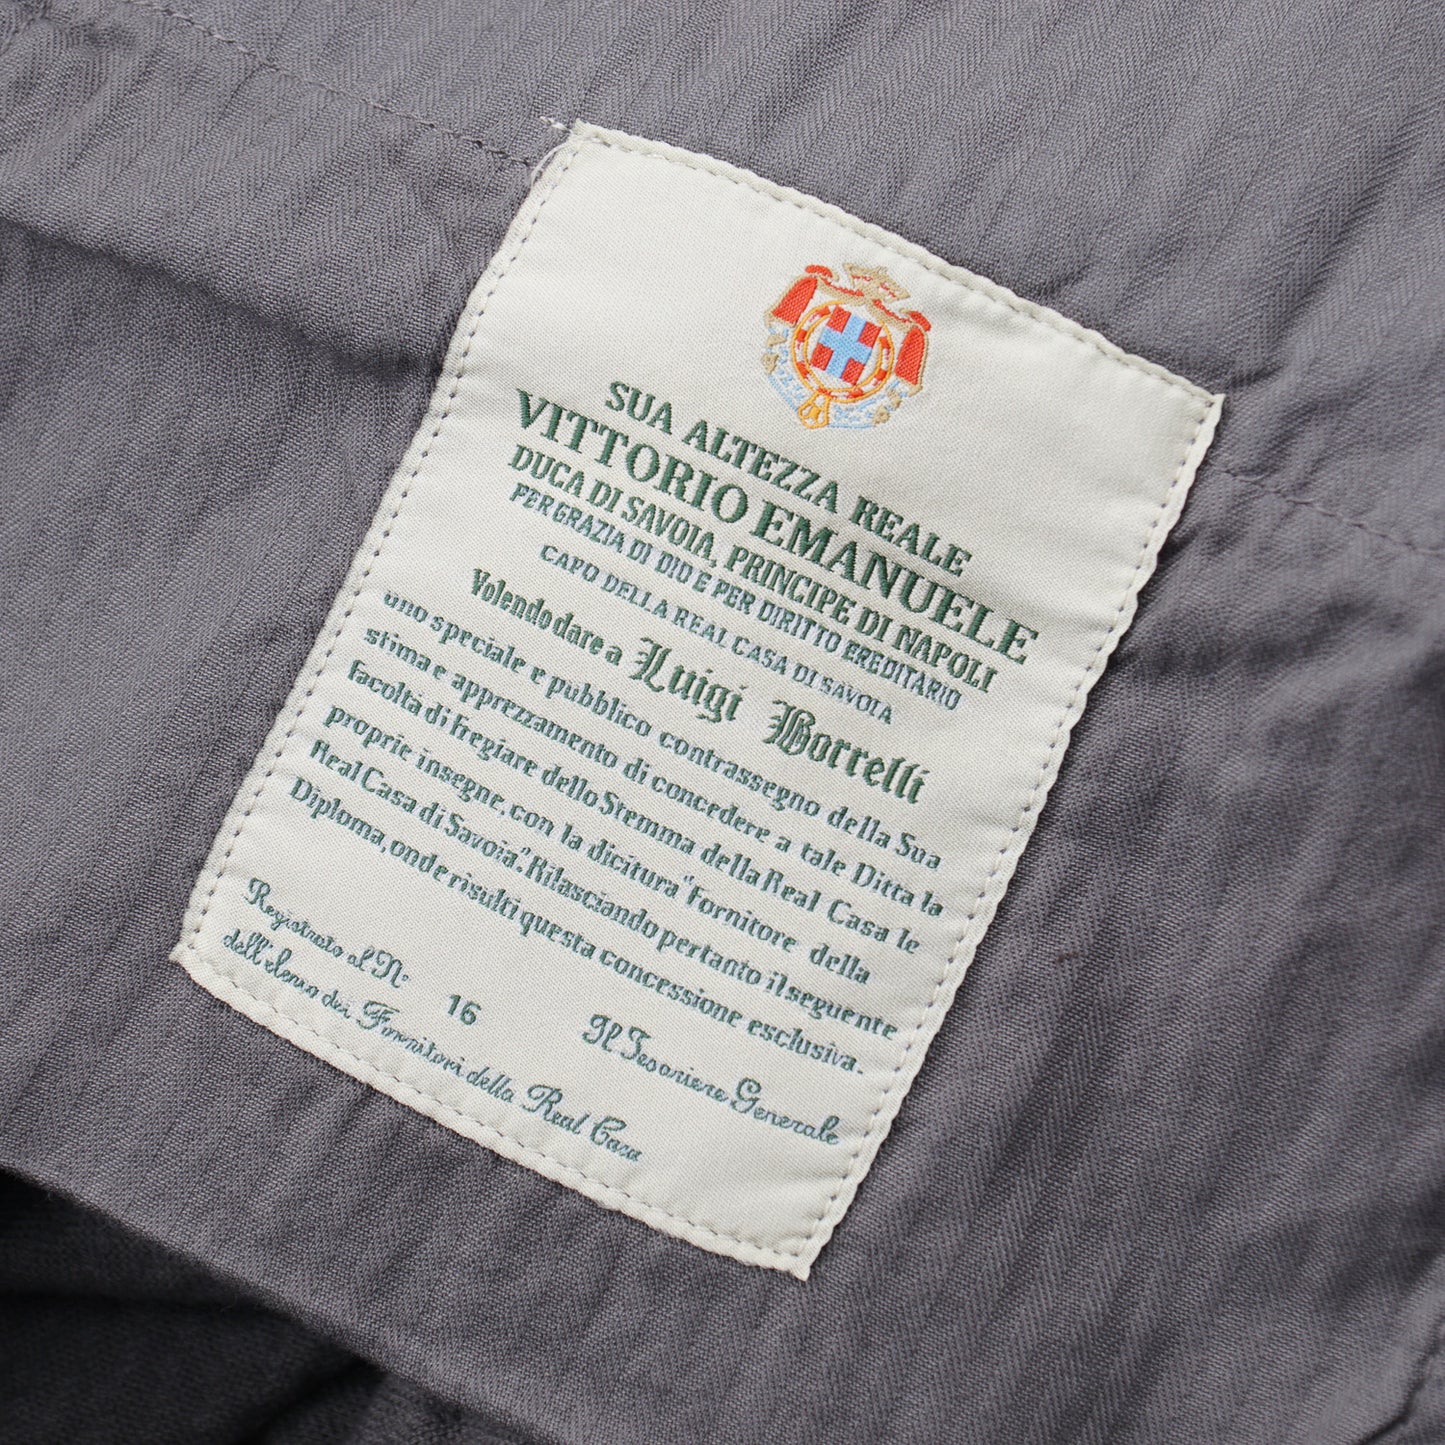 SUA ALTEZZA REALE
VITTORIO EMANUELE
DUCA DI SAVOIA, PRINCIPE DI NAPOLI
PER GRAZIA DI DIO E PER DIRITTO EREDITARIO
CAPO DELLA REAL CASA DI SAVOIA
Volendo dare a Luigi Borrelli
uno speciale e pubblico contrassegno della Sua
stima e apprezzamento di concedere a tale Ditta la
facoltà di fregiare dello Stemma della Real Casa le
proprie insegne, con la dicitura "Fornitore della
Real Casa di Savoia". Rilasciando pertanto il seguente
Diploma, onde risulti questa concessione esclusiva.
Registrato al N: 16 Il Tesoriere Generale
dell'elenco dei Fornitori della Real Casa